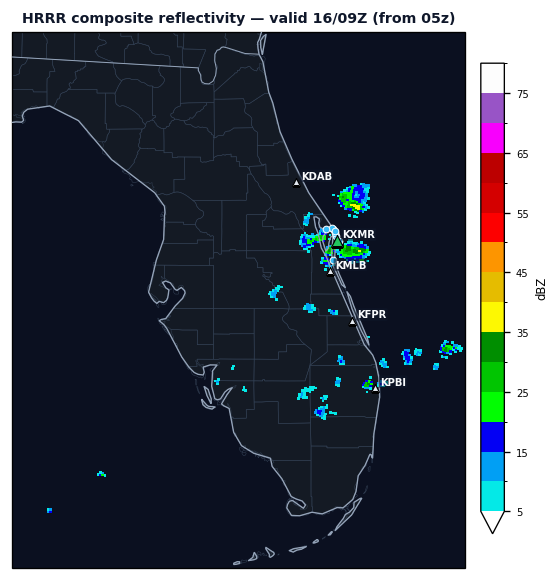 HRRR composite reflectivity — valid 16/09Z (from 05z)
KDAB
KXMR
KMLB
KFPR
KPBI
75
65
55
45
35
25
15
5
dBZ